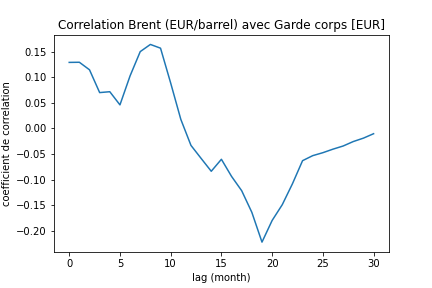 Correlation Brent (EUR/barrel) avec Garde corps [EUR]
coefficient de correlation
0.15
0.10
0.05
0.00
−0.05
−0.10
−0.15
−0.20
0 5 10 15 20 25 30
lag (month)